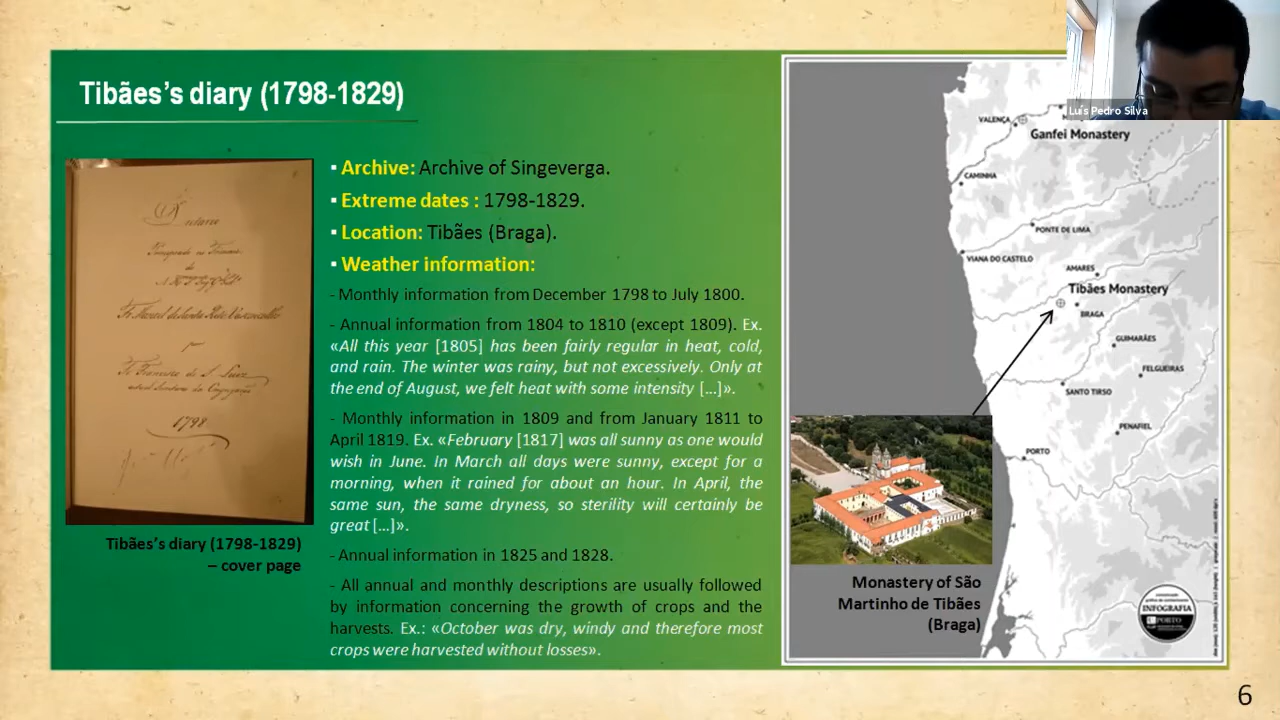 Tibães's diary (1798-1829)
▪ Archive: Archive of Singeverga.
▪ Extreme dates : 1798-1829.
▪ Location: Tibães (Braga).
▪ Weather information:
- Monthly information from December 1798 to July 1800.
- Annual information from 1804 to 1810 (except 1809). Ex.
«All this year [1805] has been fairly regular in heat, cold,
and rain. The winter was rainy, but not excessively. Only at
the end of August, we felt heat with some intensity […]».
- Monthly information in 1809 and from January 1811 to
April 1819. Ex. «February [1817] was all sunny as one would
wish in June. In March all days were sunny, except for a
morning, when it rained for about an hour. In April, the
same sun, the same dryness, so sterility will certainly be
great […]».
- Annual information in 1825 and 1828.
- All annual and monthly descriptions are usually followed
by information concerning the growth of crops and the
harvests. Ex.: «October was dry, windy and therefore most
crops were harvested without losses».
1798
Tibães's diary (1798-1829)
– cover page
Luís Pedro Silva
VALENÇA
Ganfei Monastery
CAMINHA
PONTE DE LIMA
VIANA DO CASTELO
AMARES
Tibães Monastery
BRAGA
GUIMARÃES
FELGUEIRAS
SANTO TIRSO
PENAFIEL
PORTO
Monastery of São
Martinho de Tibães
(Braga)
INFOGRAFIA
PORTO
6